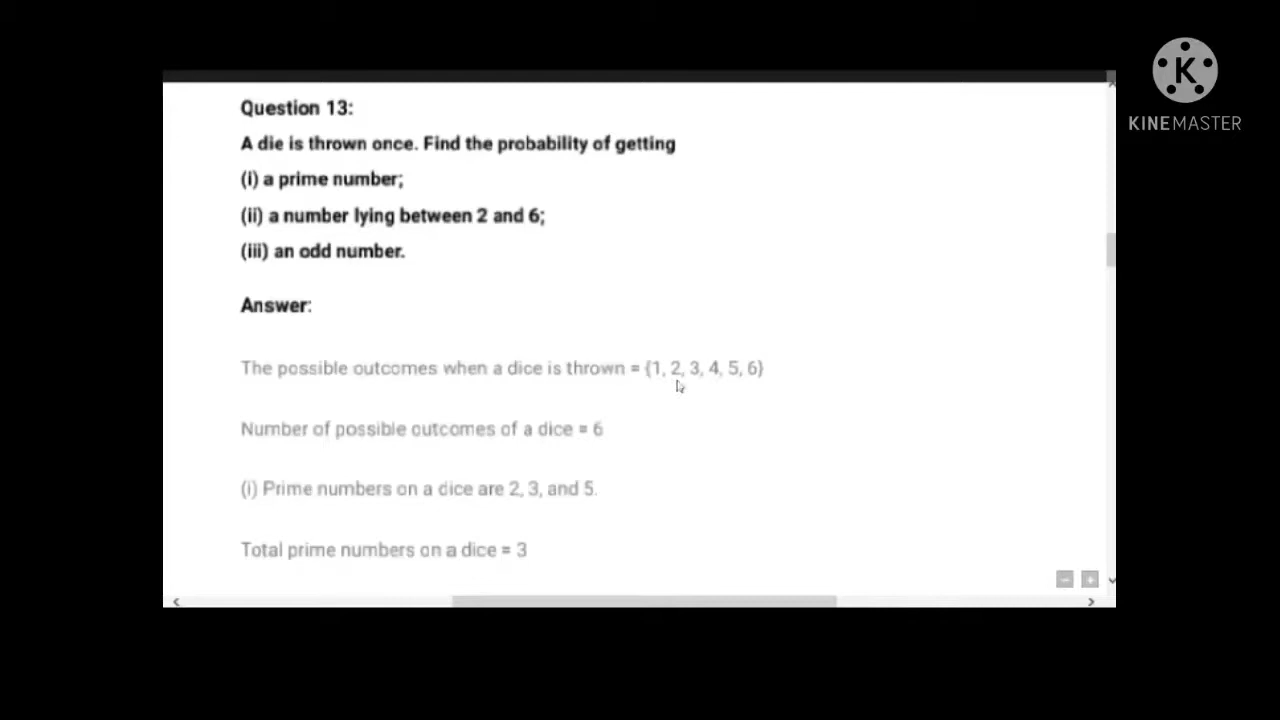 K
KINEMASTER
Question 13:
A die is thrown once. Find the probability of getting
(i) a prime number;
(ii) a number lying between 2 and 6;
(iii) an odd number.
Answer:
The possible outcomes when a dice is thrown = {1, 2, 3, 4, 5, 6}
Number of possible outcomes of a dice = 6
(i) Prime numbers on a dice are 2, 3, and 5.
Total prime numbers on a dice = 3